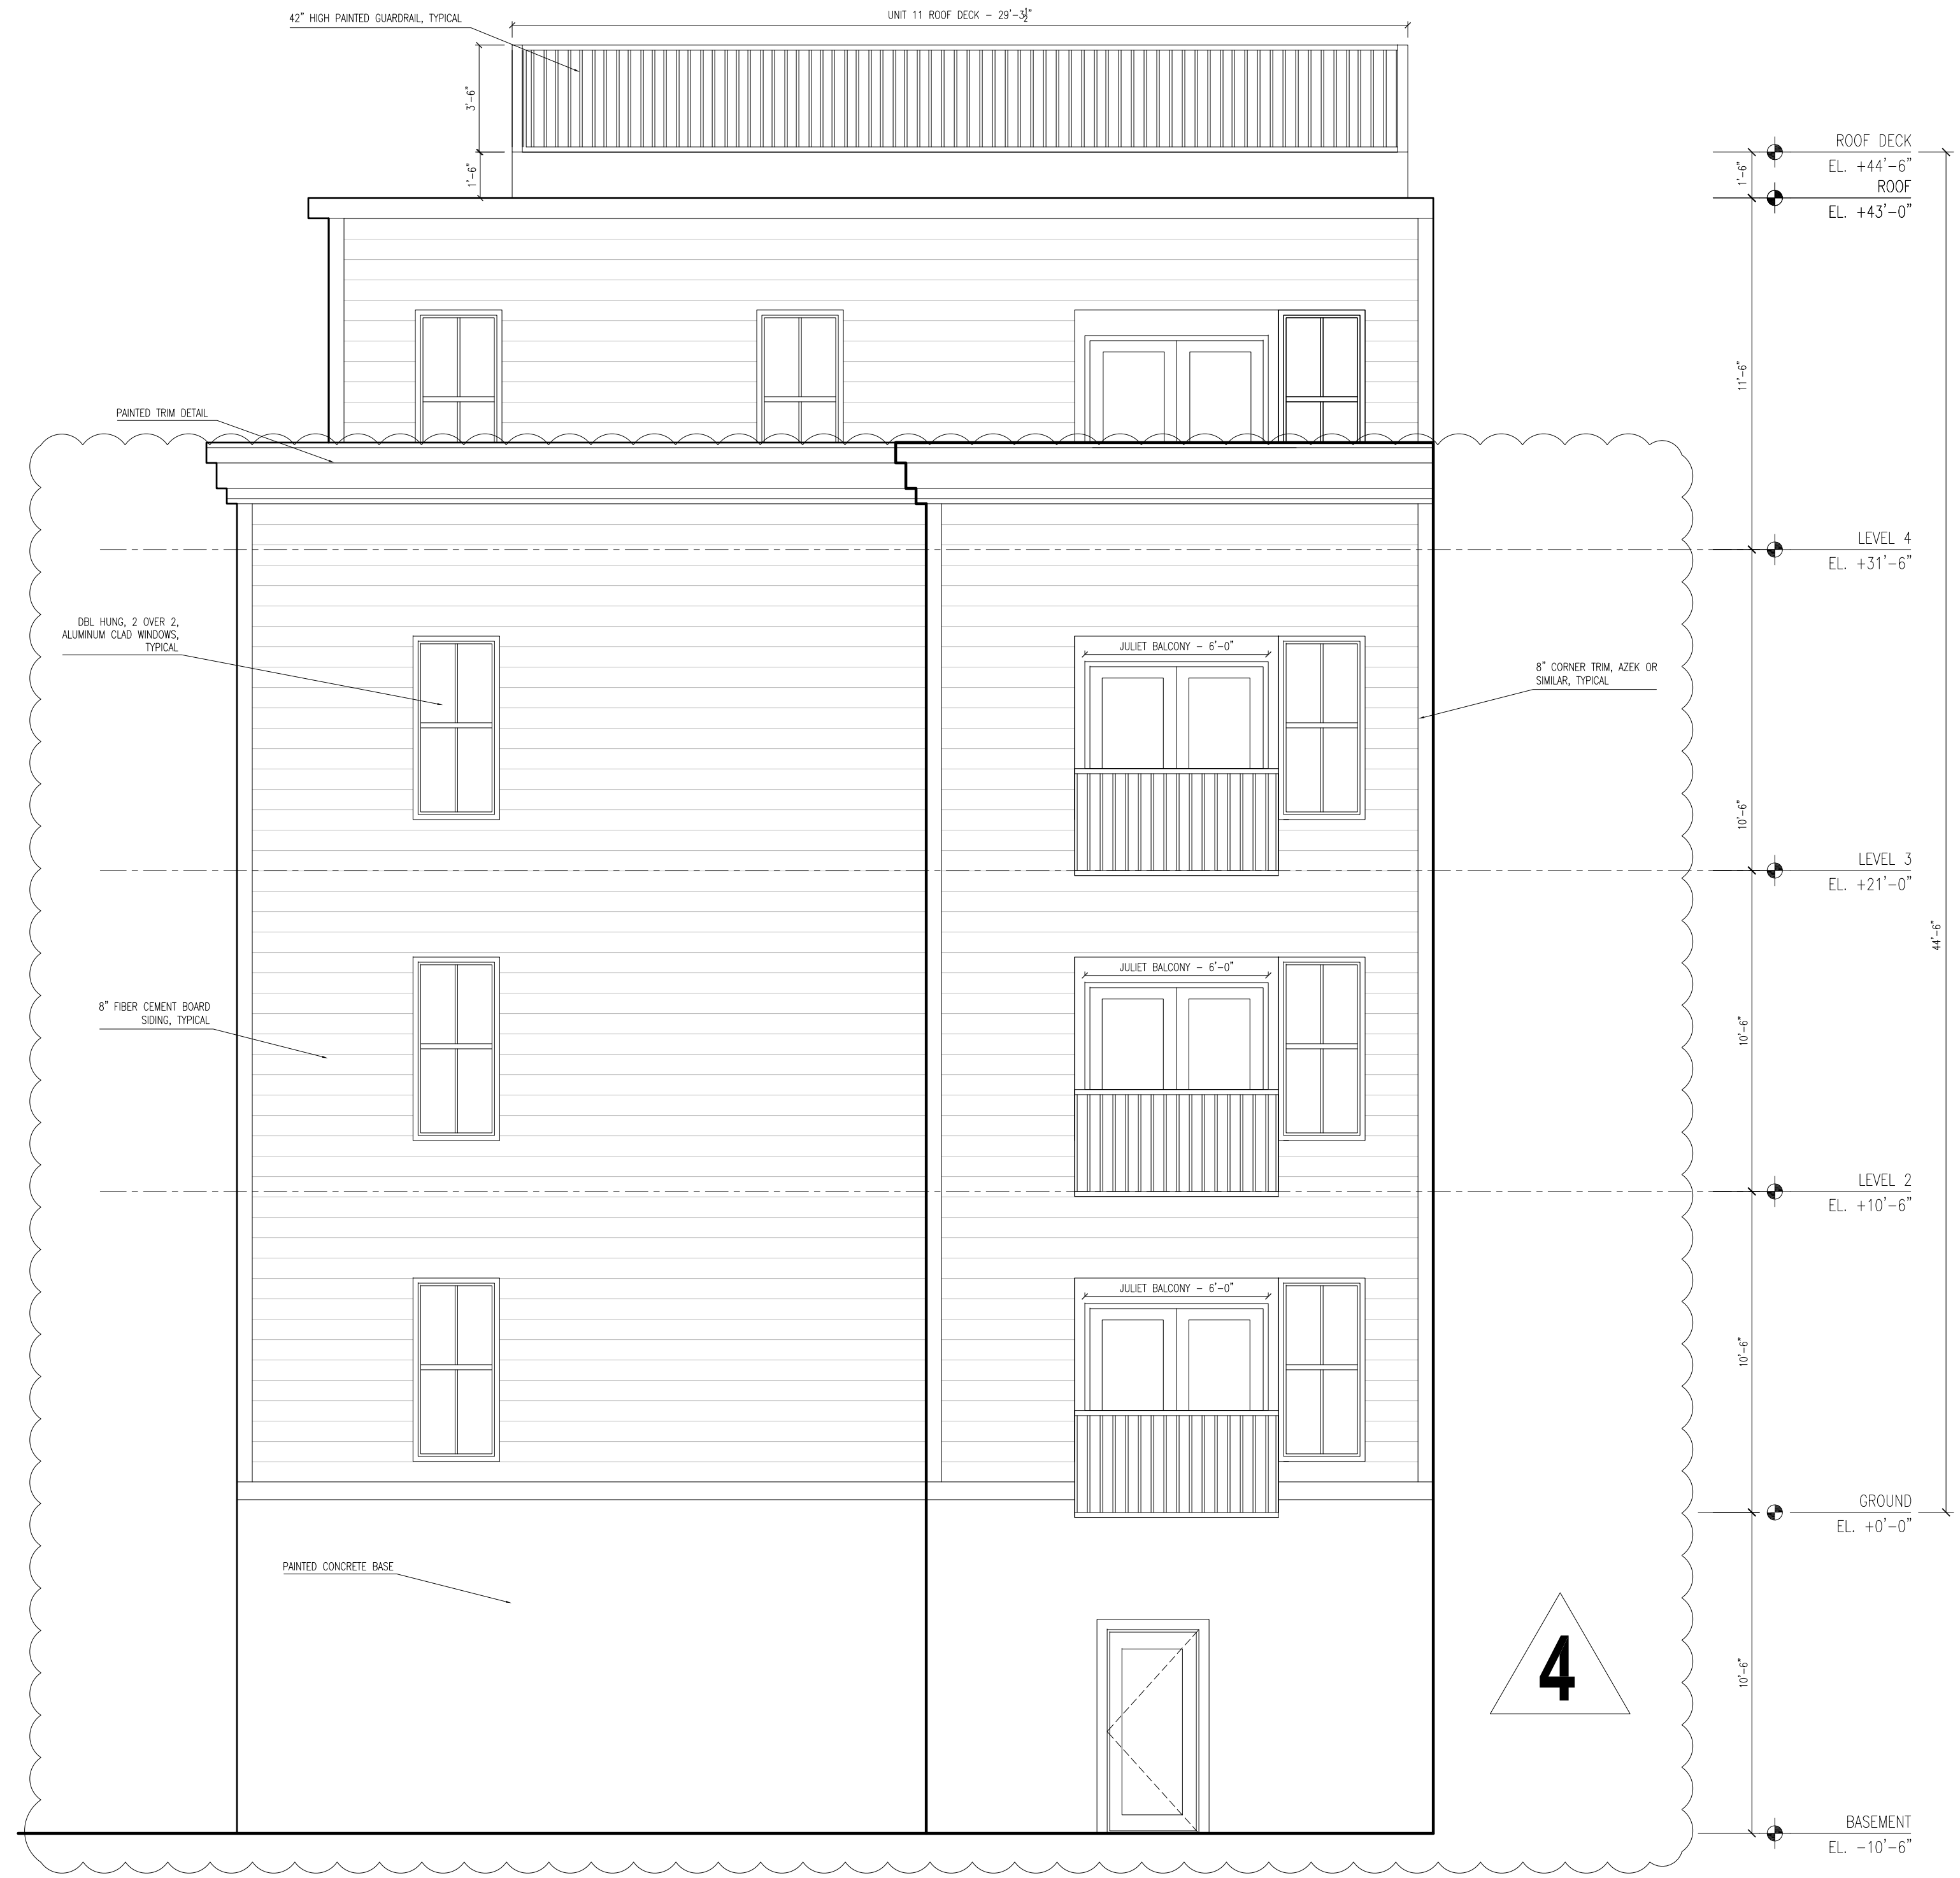 42" HIGH PAINTED GUARDRAIL, TYPICAL
UNIT 11 ROOF DECK - 29'-3½"
3'-6"
1'-6"
ROOF DECK
EL. +44'-6"
1'-6"
ROOF
EL. +43'-0"
11'-6"
PAINTED TRIM DETAIL
LEVEL 4
EL. +31'-6"
DBL HUNG, 2 OVER 2,
ALUMINUM CLAD WINDOWS,
TYPICAL
JULIET BALCONY - 6'-0"
8" CORNER TRIM, AZEK OR
SIMILAR, TYPICAL
10'-6"
LEVEL 3
EL. +21'-0"
44'-6"
JULIET BALCONY - 6'-0"
8" FIBER CEMENT BOARD
SIDING, TYPICAL
10'-6"
LEVEL 2
EL. +10'-6"
JULIET BALCONY - 6'-0"
10'-6"
GROUND
EL. +0'-0"
PAINTED CONCRETE BASE
4
10'-6"
BASEMENT
EL. -10'-6"